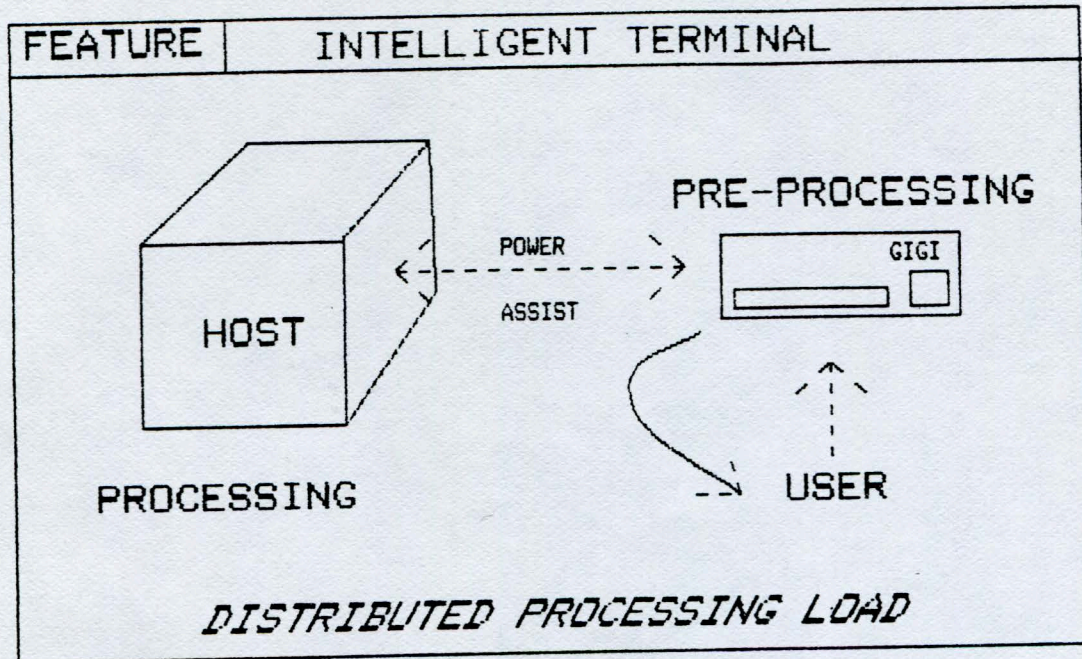 FEATURE INTELLIGENT TERMINAL
PRE-PROCESSING
GIGI
POWER
ASSIST
HOST
PROCESSING
USER
DISTRIBUTED PROCESSING LOAD